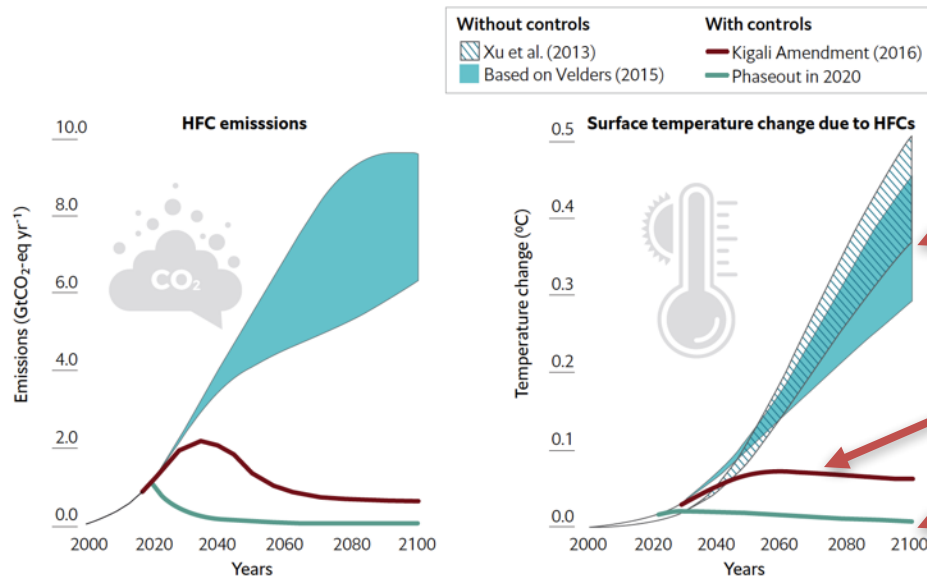 Without controls
With controls
Xu et al. (2013)
Kigali Amendment (2016)
Based on Velders (2015)
Phaseout in 2020
HFC emisssions
10.0
8.0
6.0
4.0
2.0
0.0
Emissions (GtCO₂-eq yr⁻¹)
CO₂
2000 2020 2040 2060 2080 2100
Years
Surface temperature change due to HFCs
0.5
0.4
0.3
0.2
0.1
0.0
Temperature change (ºC)
2000 2020 2040 2060 2080 2100
Years